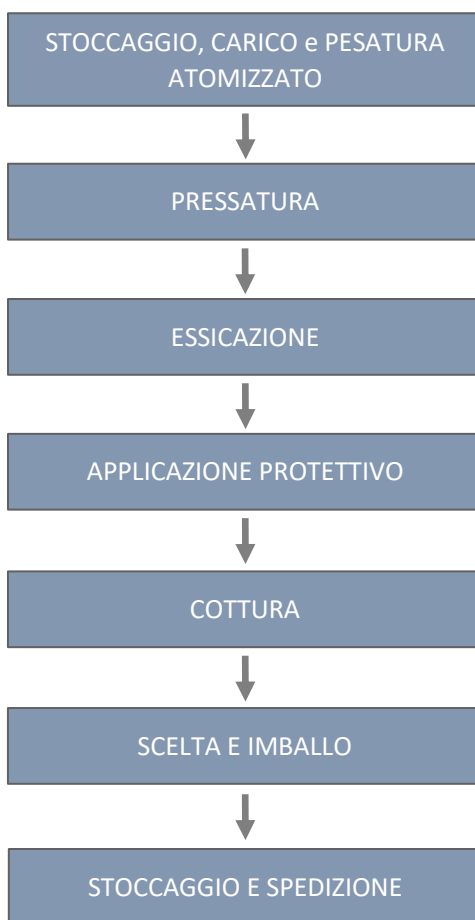 STOCCAGGIO, CARICO e PESATURA
ATOMIZZATO
PRESSATURA
ESSICAZIONE
APPLICAZIONE PROTETTIVO
COTTURA
SCELTA E IMBALLO
STOCCAGGIO E SPEDIZIONE